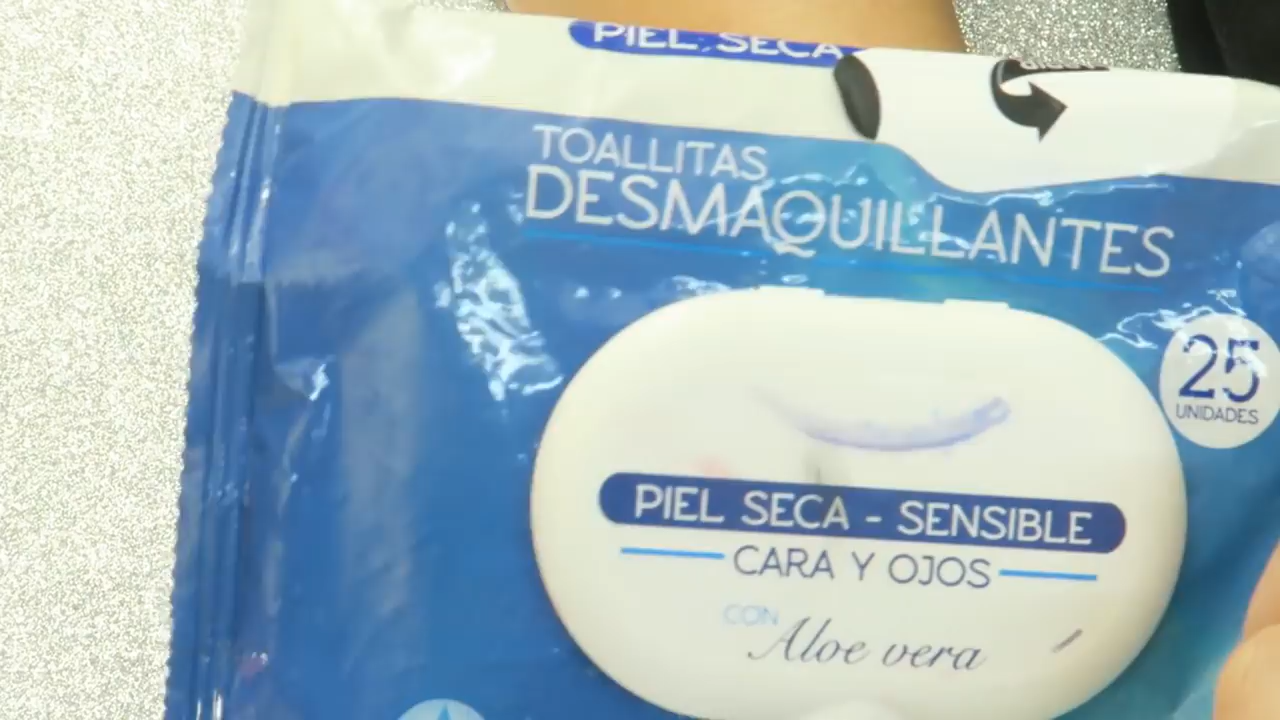 PIEL SECA
TOALLITAS
DESMAQUILLANTES
25
UNIDADES
PIEL SECA - SENSIBLE
CARA Y OJOS
CON
Aloe vera